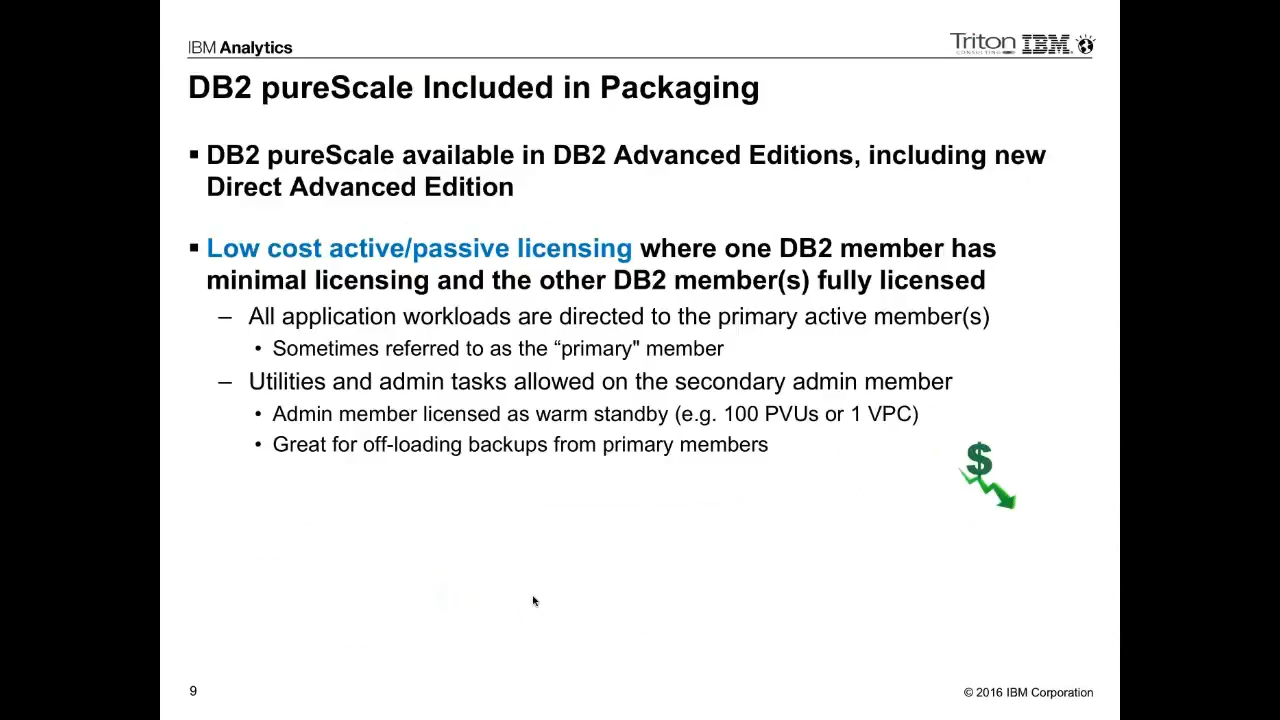 IBM Analytics
Triton IBM
CONSULTING
DB2 pureScale Included in Packaging
▪ DB2 pureScale available in DB2 Advanced Editions, including new
Direct Advanced Edition
▪ Low cost active/passive licensing where one DB2 member has
minimal licensing and the other DB2 member(s) fully licensed
– All application workloads are directed to the primary active member(s)
• Sometimes referred to as the “primary" member
– Utilities and admin tasks allowed on the secondary admin member
• Admin member licensed as warm standby (e.g. 100 PVUs or 1 VPC)
• Great for off-loading backups from primary members
$
9
© 2016 IBM Corporation